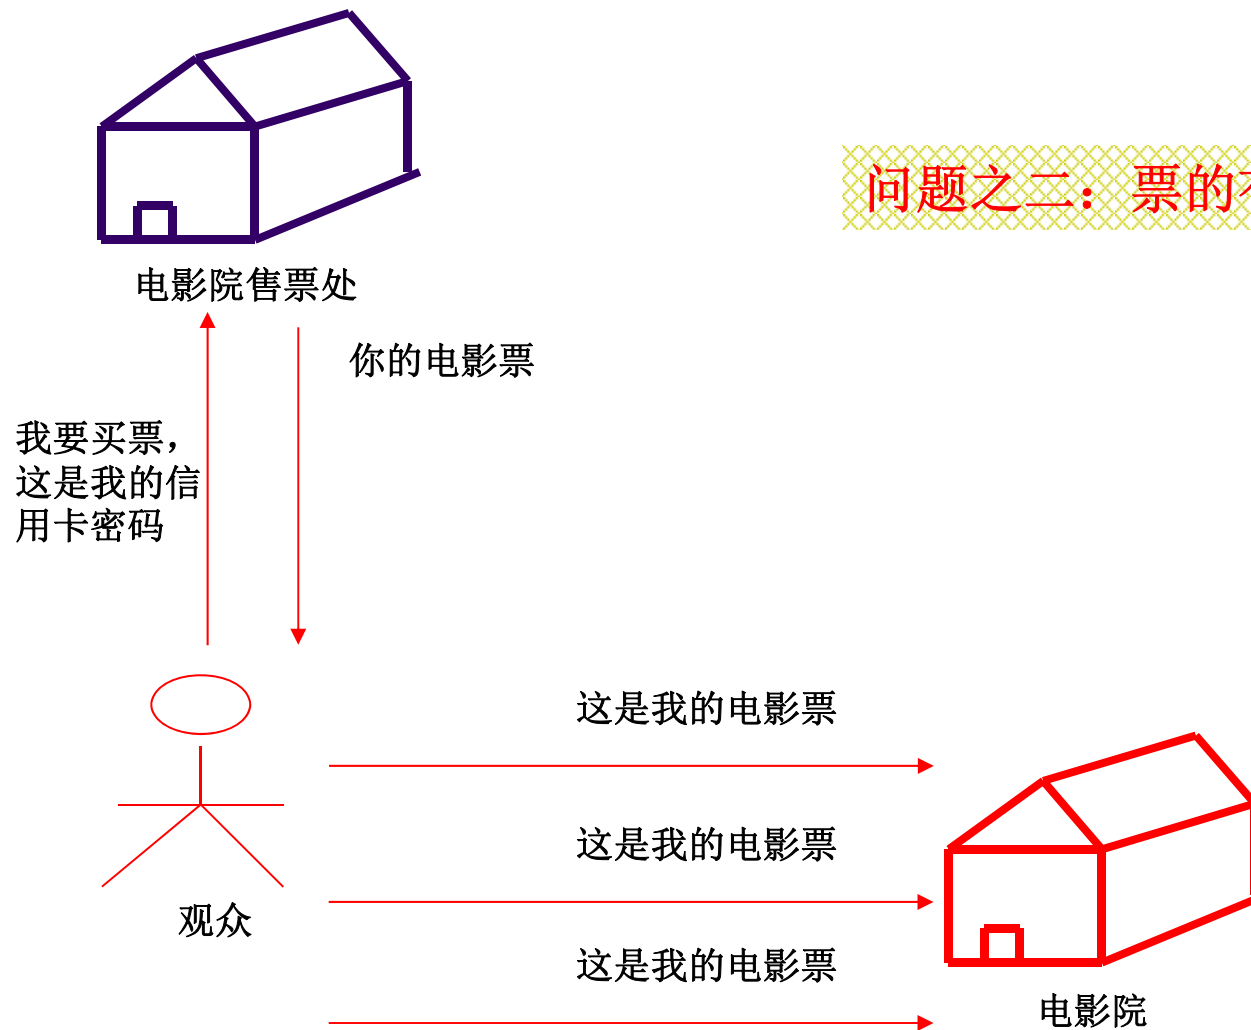 问题之二：票的
电影院售票处
你的电影票
我要买票，
这是我的信
用卡密码
这是我的电影票
这是我的电影票
观众
这是我的电影票
电影院